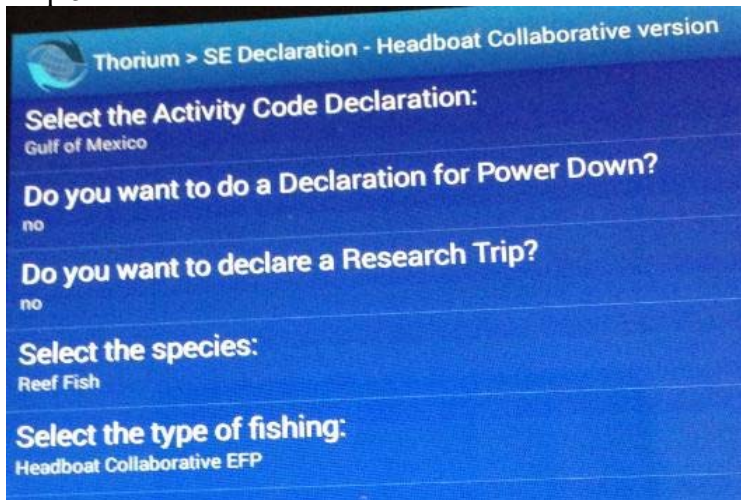 Thorium > SE Declaration - Headboat Collaborative version
Select the Activity Code Declaration:
Gulf of Mexico
Do you want to do a Declaration for Power Down?
no
Do you want to declare a Research Trip?
no
Select the species:
Reef Fish
Select the type of fishing:
Headboat Collaborative EFP